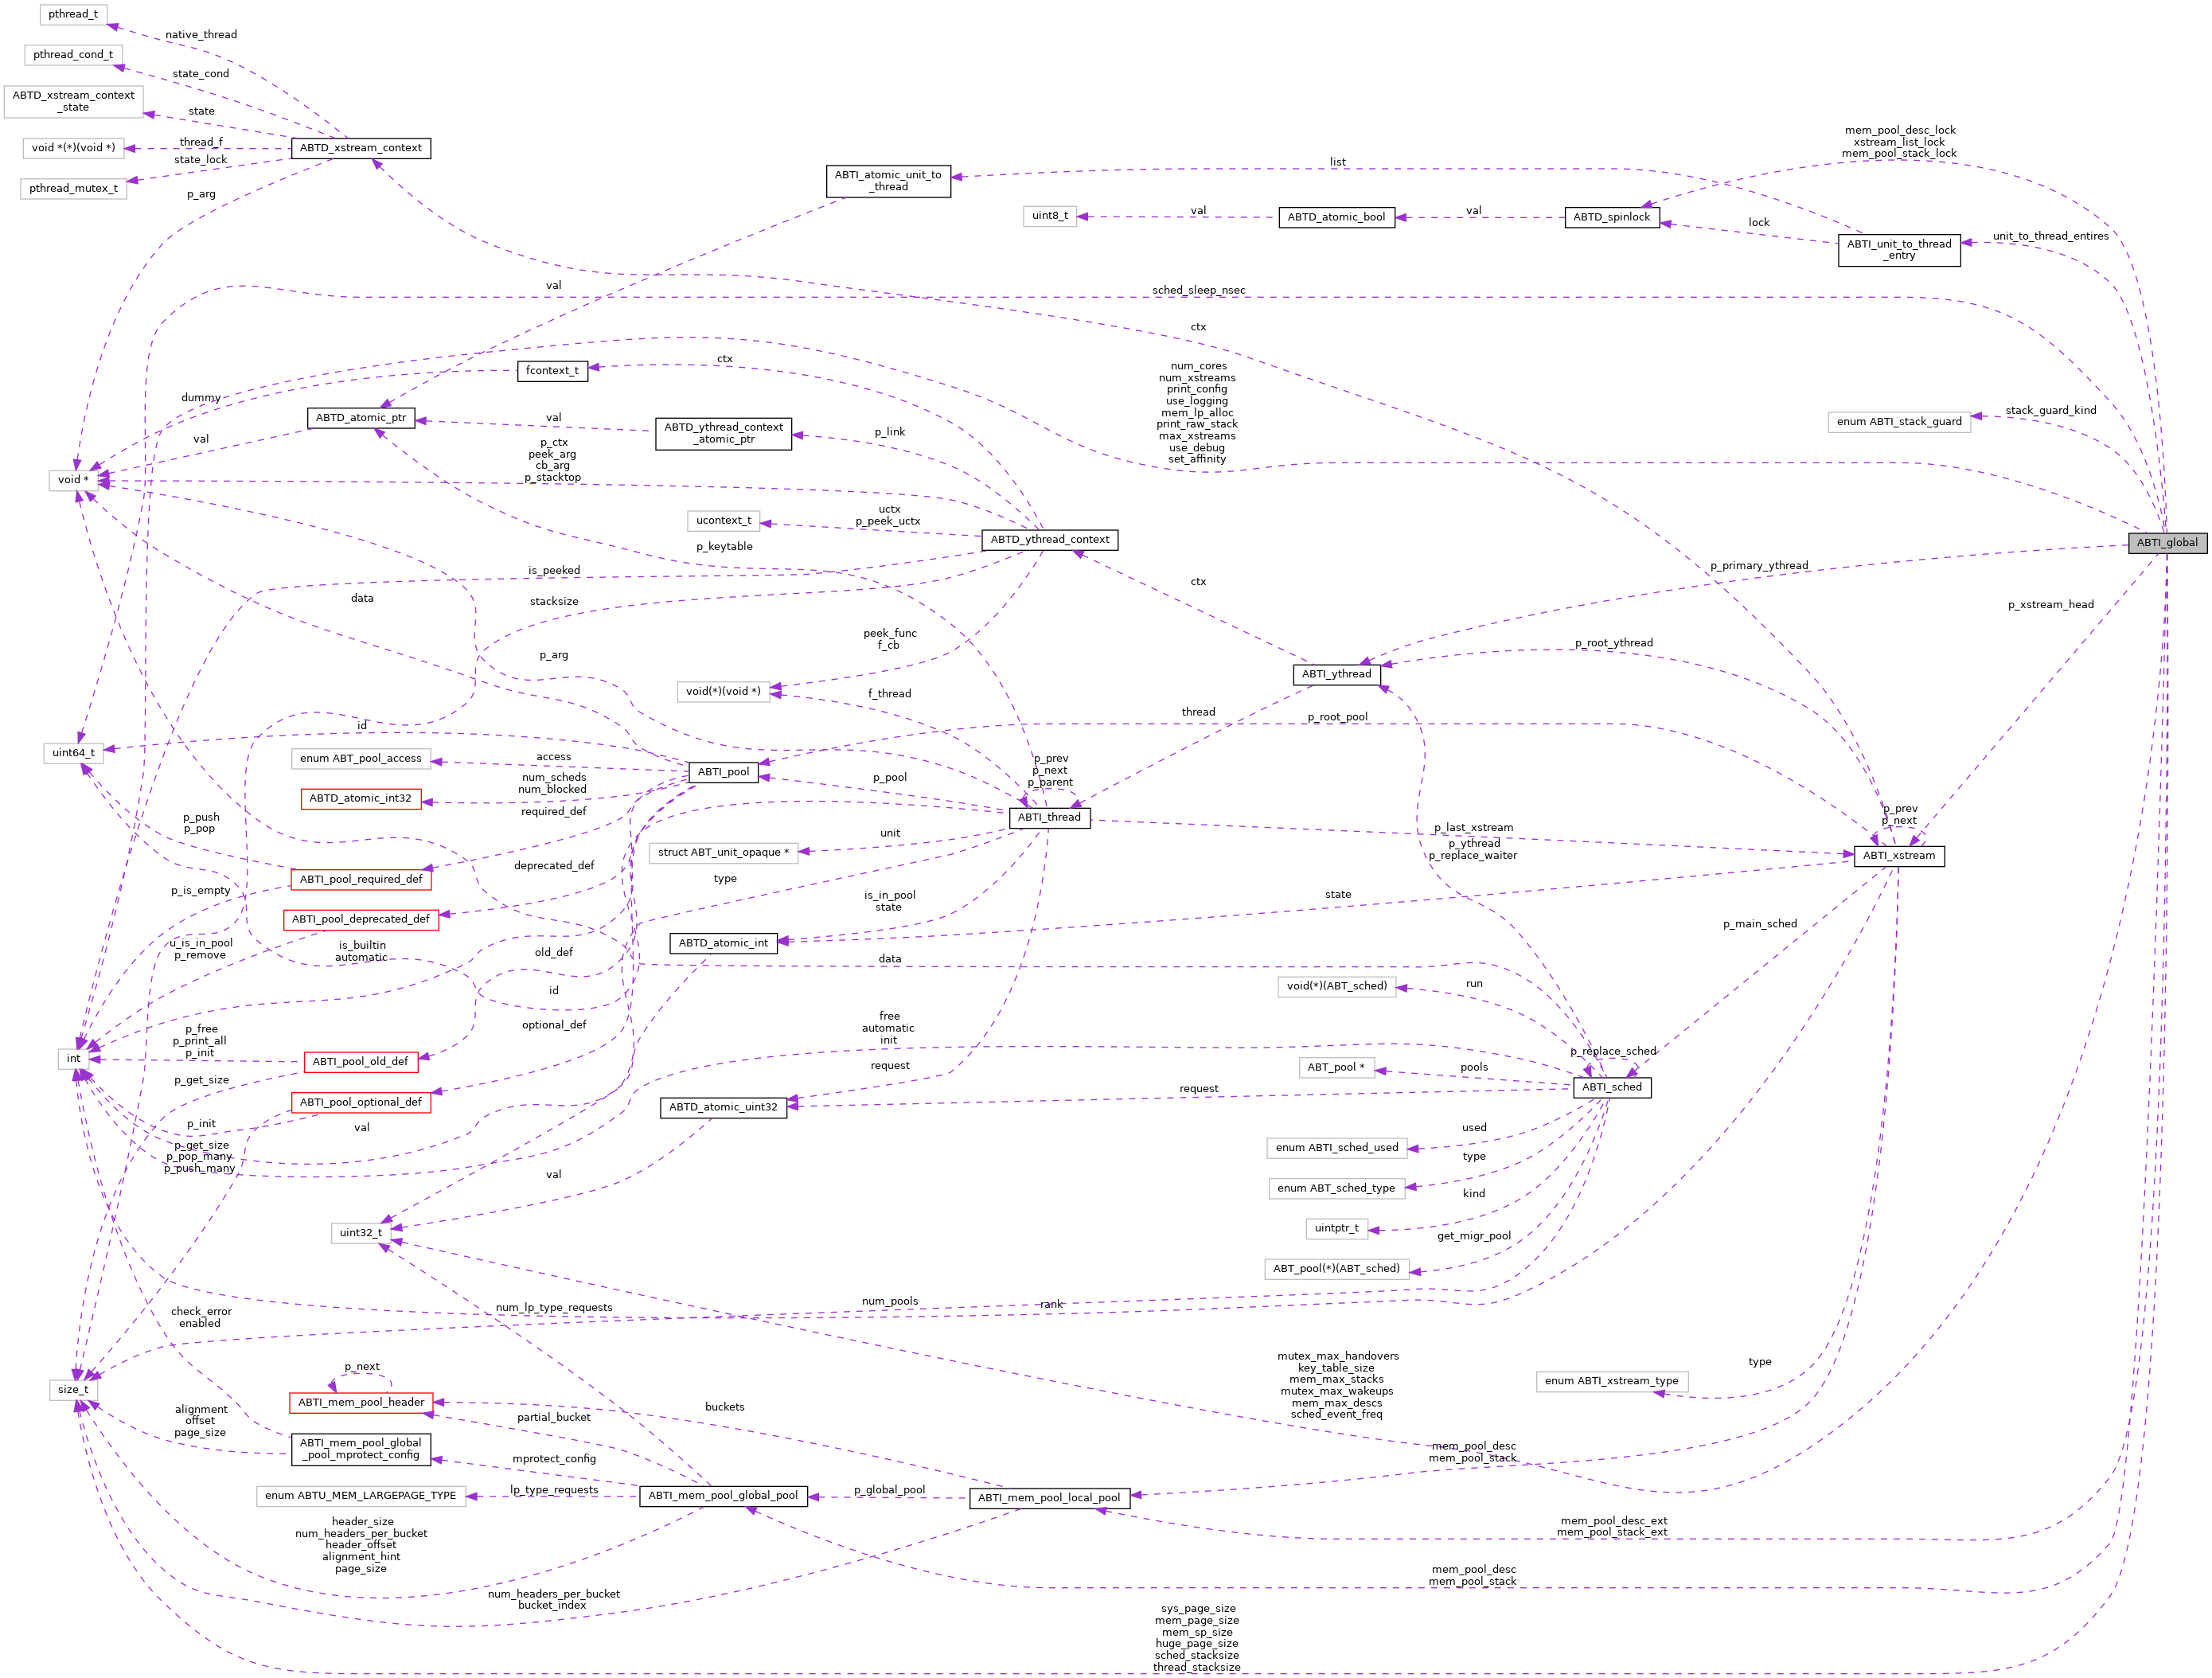 pthread_t
native_thread
pthread_cond_t
state_cond
ABTD_xstream_context
_state
state
void *(*)(void *)
thread_f
ABTD_xstream_context
state_lock
pthread_mutex_t
p_arg
mem_pool_desc_lock
xstream_list_lock
mem_pool_stack_lock
list
ABTI_atomic_unit_to
_thread
uint8_t
val
ABTD_atomic_bool
val
ABTD_spinlock
lock
ABTI_unit_to_thread
_entry
unit_to_thread_entires
val
sched_sleep_nsec
ctx
fcontext_t
ctx
num_cores
num_xstreams
print_config
use_logging
mem_lp_alloc
print_raw_stack
max_xstreams
use_debug
set_affinity
dummy
ABTD_atomic_ptr
val
val
ABTD_ythread_context
_atomic_ptr
p_link
enum ABTI_stack_guard
stack_guard_kind
void *
p_ctx
peek_arg
cb_arg
p_stacktop
ucontext_t
uctx
p_peek_uctx
ABTD_ythread_context
ABTI_global
p_keytable
is_peeked
p_primary_ythread
ctx
data
stacksize
p_xstream_head
peek_func
f_cb
p_root_ythread
p_arg
ABTI_ythread
void(*)(void *)
f_thread
thread
p_root_pool
id
uint64_t
enum ABT_pool_access
access
ABTI_pool
p_pool
p_prev
p_next
p_parent
ABTD_atomic_int32
num_scheds
num_blocked
required_def
ABTI_thread
p_push
p_pop
unit
struct ABT_unit_opaque *
p_last_xstream
p_ythread
p_replace_waiter
p_prev
p_next
ABTI_xstream
deprecated_def
ABTI_pool_required_def
type
p_is_empty
ABTI_pool_deprecated_def
is_in_pool
state
state
p_main_sched
u_is_in_pool
p_remove
is_builtin
automatic
old_def
ABTD_atomic_int
data
id
void(*)(ABT_sched)
run
p_free
p_print_all
p_init
optional_def
free
automatic
init
int
ABTI_pool_old_def
request
p_replace_sched
ABT_pool *
pools
ABTI_sched
p_get_size
ABTI_pool_optional_def
ABTD_atomic_uint32
request
p_init
val
used
enum ABTI_sched_used
p_get_size
p_pop_many
p_push_many
val
type
enum ABT_sched_type
kind
uintptr_t
uint32_t
get_migr_pool
ABT_pool(*)(ABT_sched)
check_error
enabled
num_lp_type_requests
num_pools
rank
p_next
mutex_max_handovers
key_table_size
mem_max_stacks
mutex_max_wakeups
mem_max_descs
sched_event_freq
type
enum ABTI_xstream_type
size_t
ABTI_mem_pool_header
alignment
offset
page_size
partial_bucket
buckets
ABTI_mem_pool_global
_pool_mprotect_config
mprotect_config
mem_pool_desc
mem_pool_stack
enum ABTU_MEM_LARGEPAGE_TYPE
lp_type_requests
ABTI_mem_pool_global_pool
p_global_pool
ABTI_mem_pool_local_pool
header_size
num_headers_per_bucket
header_offset
alignment_hint
page_size
mem_pool_desc_ext
mem_pool_stack_ext
mem_pool_desc
mem_pool_stack
num_headers_per_bucket
bucket_index
sys_page_size
mem_page_size
mem_sp_size
huge_page_size
sched_stacksize
thread_stacksize